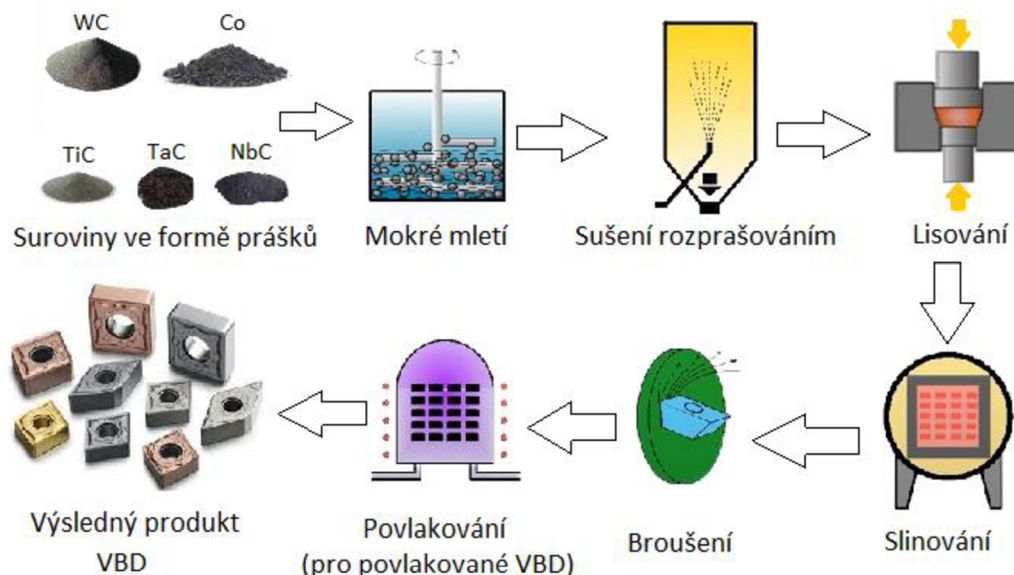 WC
Co
TiC
TaC
NbC
Suroviny ve formě prášků
Mokré mletí
Sušení rozprašováním
Lisování
Slinování
Broušení
Povlakování
(pro povlakované VBD)
Výsledný produkt
VBD